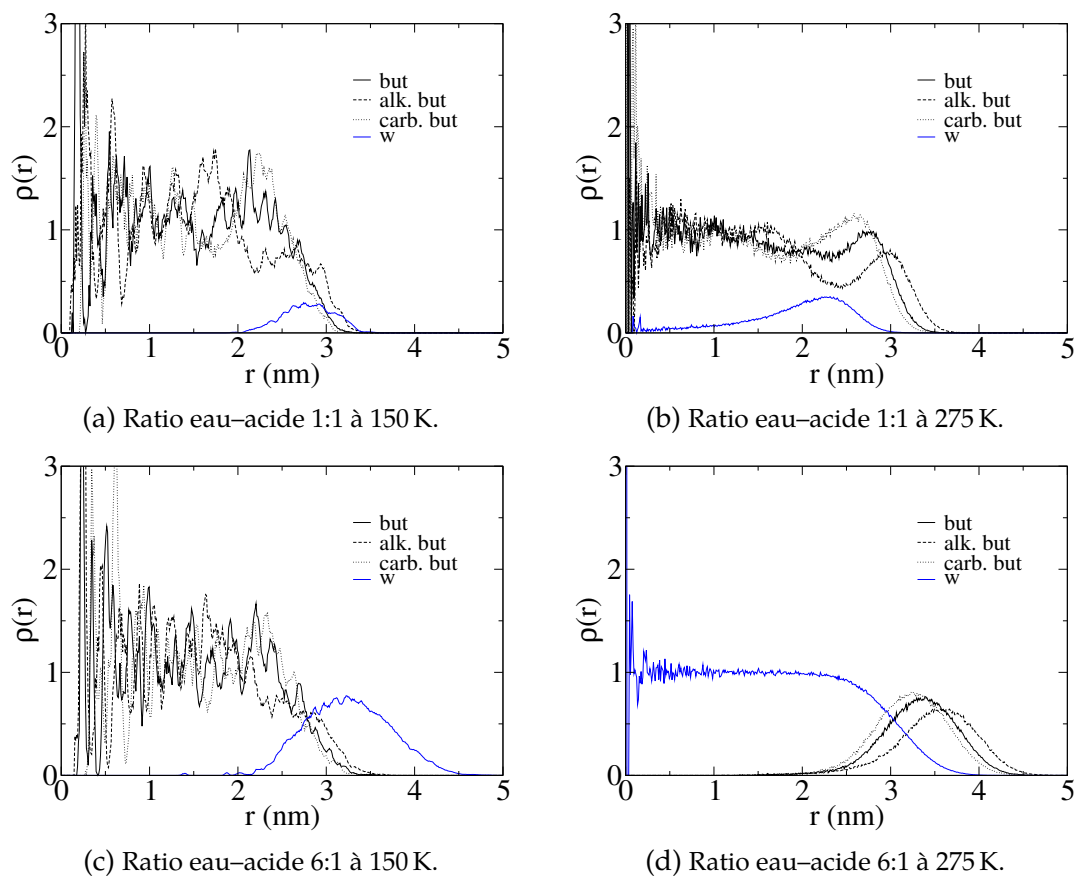 3
2
1
0
ρ(r)
but
alk. but
carb. but
w
0 1 2 3 4 5
r (nm)
(a) Ratio eau–acide 1:1 à 150 K.
3
2
1
0
ρ(r)
but
alk. but
carb. but
w
0 1 2 3 4 5
r (nm)
(b) Ratio eau–acide 1:1 à 275 K.
3
2
1
0
ρ(r)
but
alk. but
carb. but
w
0 1 2 3 4 5
r (nm)
(c) Ratio eau–acide 6:1 à 150 K.
3
2
1
0
ρ(r)
but
alk. but
carb. but
w
0 1 2 3 4 5
r (nm)
(d) Ratio eau–acide 6:1 à 275 K.